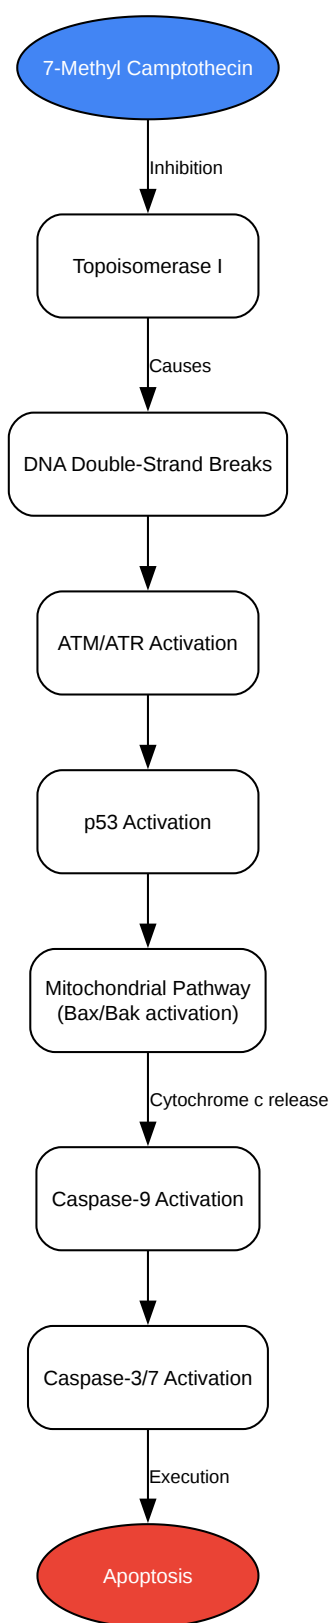 7-Methyl Camptothecin
Inhibition
Topoisomerase I
Causes
DNA Double-Strand Breaks
ATM/ATR Activation
p53 Activation
Mitochondrial Pathway
(Bax/Bak activation)
Cytochrome c release
Caspase-9 Activation
Caspase-3/7 Activation
Execution
Apoptosis